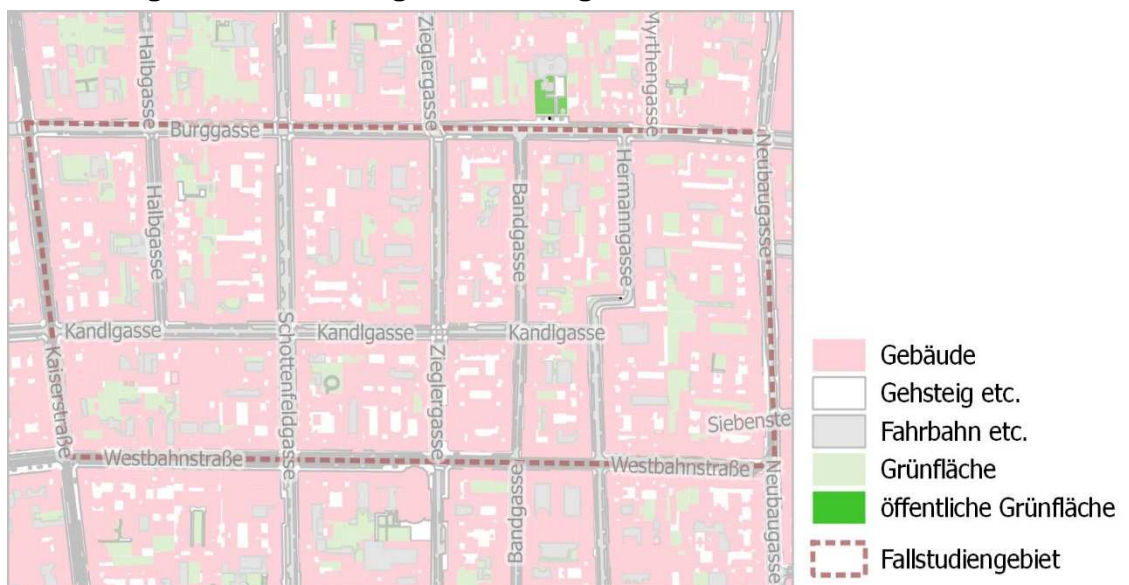 Halbgasse
Zieglergasse
Myrthengasse
Burggasse
Halbgasse
Bandgasse
Hermanngasse
Neubaugasse
Kandlgasse
Schottenfeldgasse
Kandlgasse
Kandlgasse
Kaiserstraße
Zieglergasse
Siebenste
Westbahnstraße
Bandgasse
Westbahnstraße
Neubaugasse
Gebäude
Gehsteig etc.
Fahrbahn etc.
Grünfläche
öffentliche Grünfläche
Fallstudiengebiet